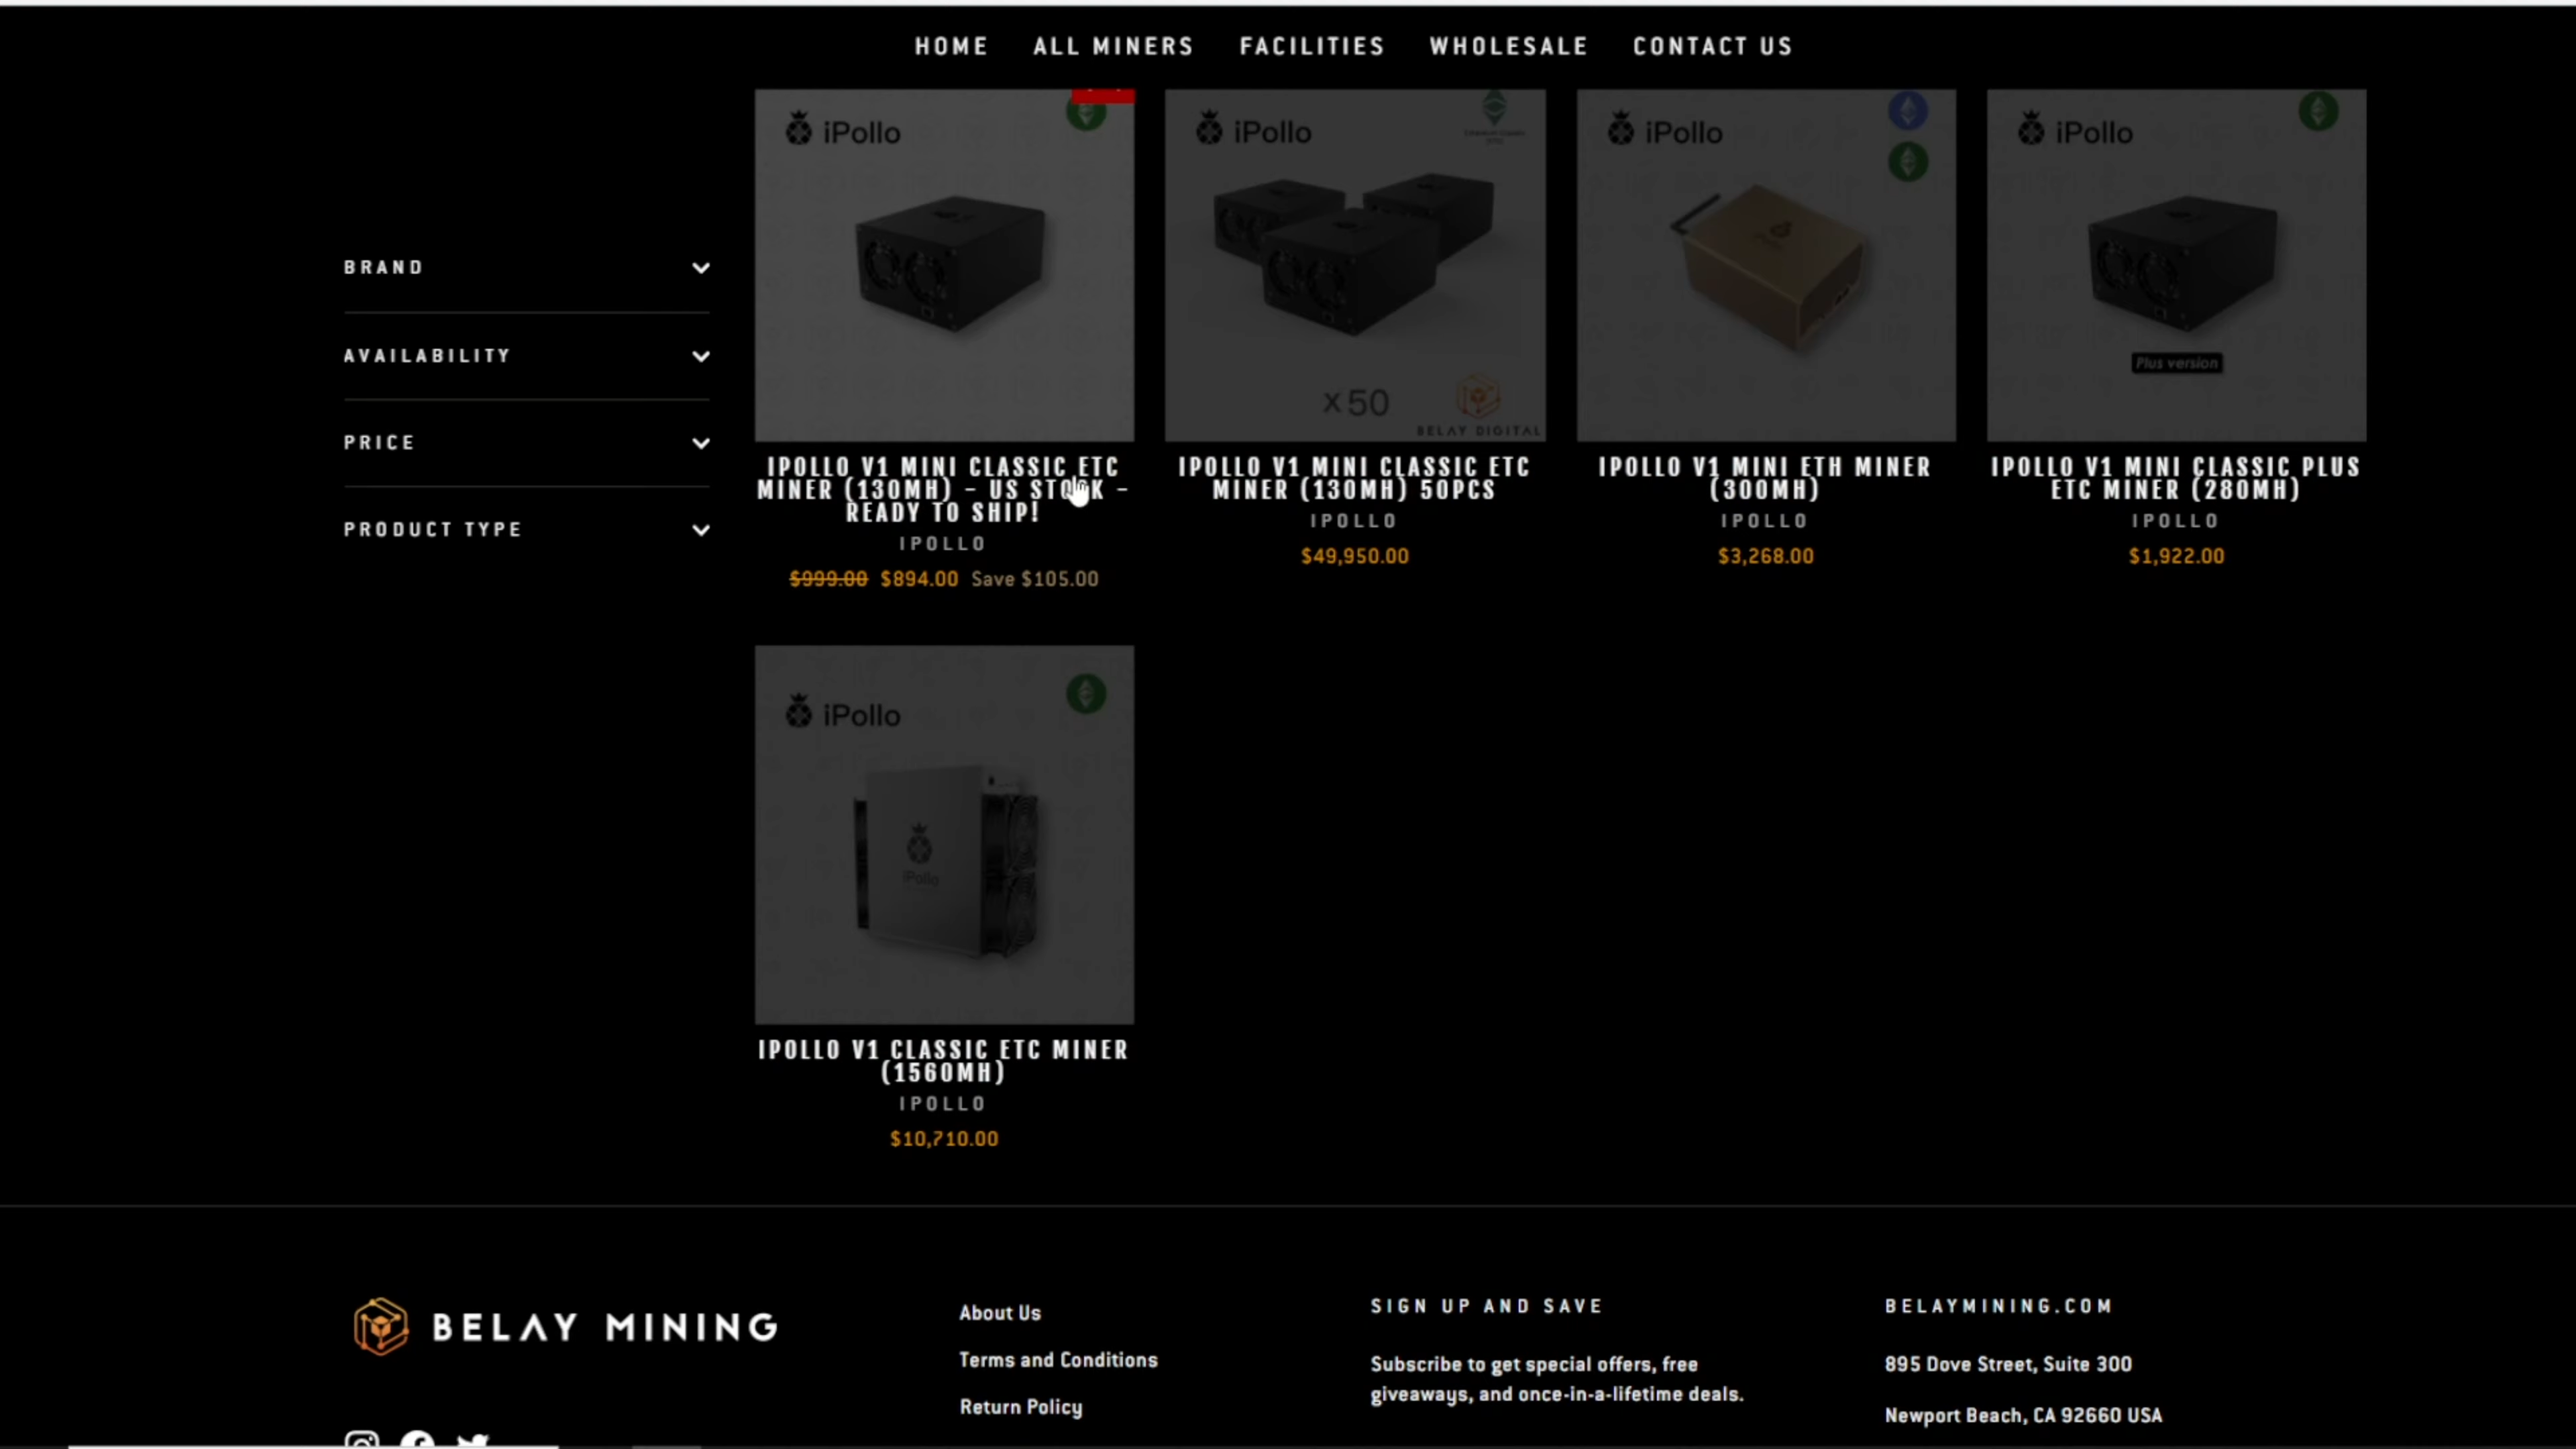 HOME ALL MINERS FACILITIES WHOLESALE CONTACT US
BRAND
AVAILABILITY
PRICE
PRODUCT TYPE
iPollo
IPOLLO V1 MINI CLASSIC ETC
MINER (130MH) – US STOCK –
READY TO SHIP!
IPOLLO
$999.00 $894.00 Save $105.00
iPollo
x50
BELAY DIGITAL
IPOLLO V1 MINI CLASSIC ETC
MINER (130MH) 50PCS
IPOLLO
$49,950.00
iPollo
IPOLLO V1 MINI ETH MINER
(300MH)
IPOLLO
$3,268.00
iPollo
Plus version
IPOLLO V1 MINI CLASSIC PLUS
ETC MINER (280MH)
IPOLLO
$1,922.00
iPollo
iPollo
IPOLLO V1 CLASSIC ETC MINER
(1560MH)
IPOLLO
$10,710.00
BELAY MINING
About Us
Terms and Conditions
Return Policy
SIGN UP AND SAVE
Subscribe to get special offers, free
giveaways, and once-in-a-lifetime deals.
BELAYMINING.COM
895 Dove Street, Suite 300
Newport Beach, CA 92660 USA